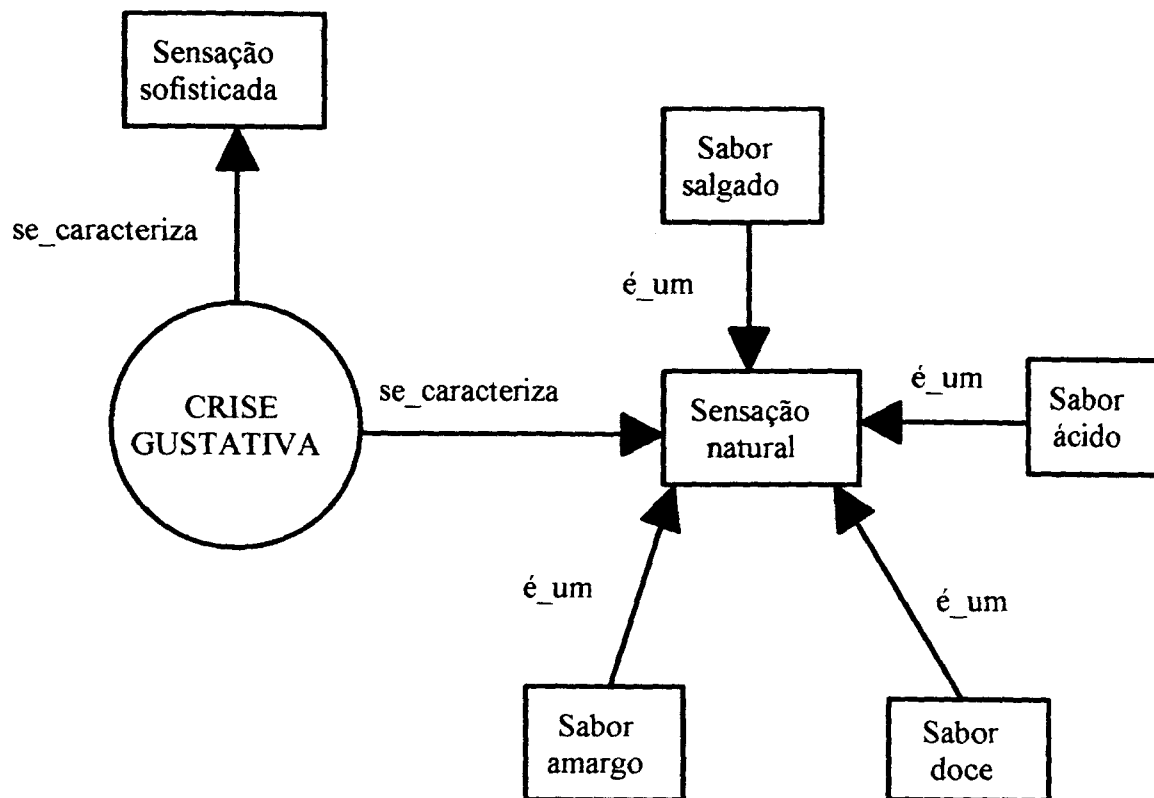 Sensação
sofisticada
Sabor
salgado
se_caracteriza
é_um
se_caracteriza
é_um
CRISE
GUSTATIVA
Sensação
natural
Sabor
ácido
é_um
é_um
Sabor
amargo
Sabor
doce